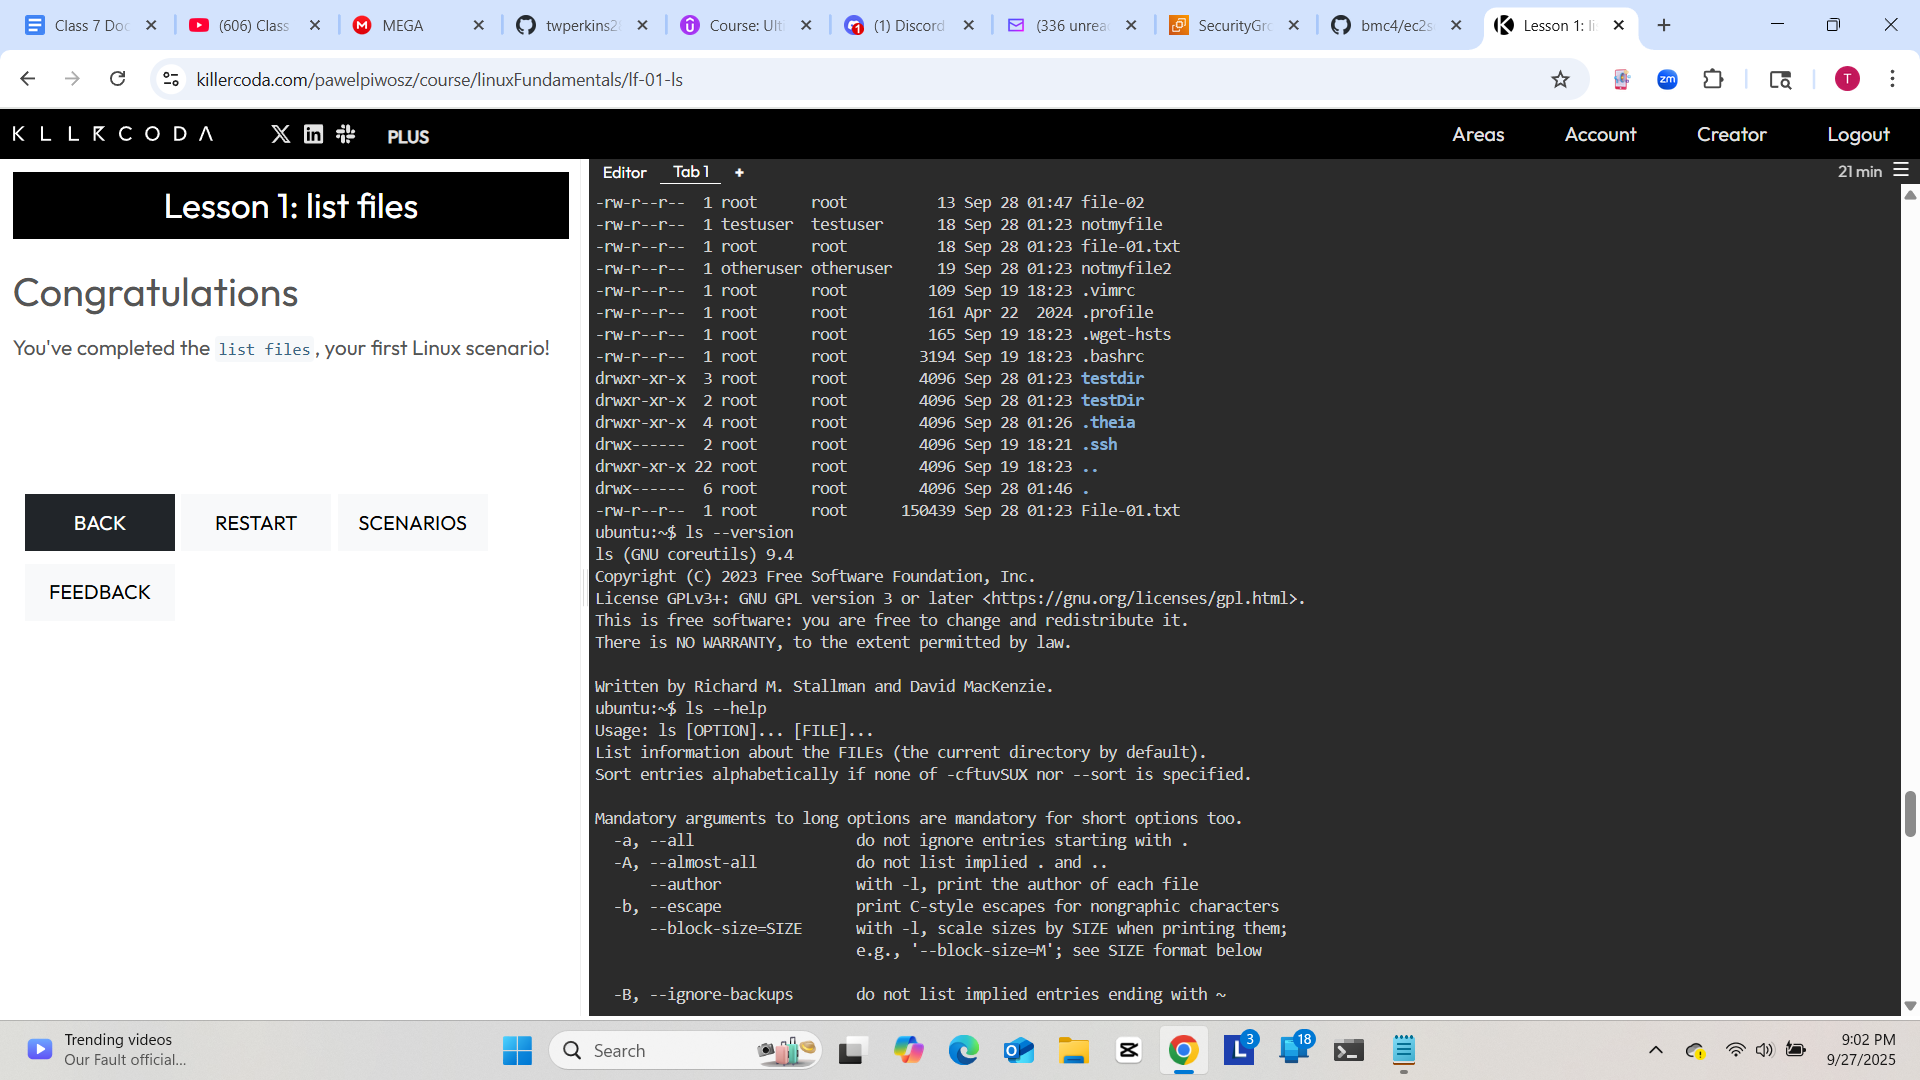 Class 7 Doc
(606) Class
MEGA
twperkins2
Course: Ulti
(1) Discord
(336 unrea
SecurityGro
bmc4/ec2s
Lesson 1: li
killercoda.com/pawelpiwosz/course/linuxFundamentals/lf-01-ls
zm
T
KLLRCODA
PLUS
Areas
Account
Creator
Logout
Lesson 1: list files
Congratulations
You've completed the list files, your first Linux scenario!
BACK
RESTART
SCENARIOS
FEEDBACK
Editor
Tab 1
+
21 min
-rw-r--r--  1 root      root          13 Sep 28 01:47 file-02
-rw-r--r--  1 testuser  testuser      18 Sep 28 01:23 notmyfile
-rw-r--r--  1 root      root          18 Sep 28 01:23 file-01.txt
-rw-r--r--  1 otheruser otheruser     19 Sep 28 01:23 notmyfile2
-rw-r--r--  1 root      root         109 Sep 19 18:23 .vimrc
-rw-r--r--  1 root      root         161 Apr 22  2024 .profile
-rw-r--r--  1 root      root         165 Sep 19 18:23 .wget-hsts
-rw-r--r--  1 root      root        3194 Sep 19 18:23 .bashrc
drwxr-xr-x  3 root      root        4096 Sep 28 01:23 testdir
drwxr-xr-x  2 root      root        4096 Sep 28 01:23 testDir
drwxr-xr-x  4 root      root        4096 Sep 28 01:26 .theia
drwx------  2 root      root        4096 Sep 19 18:21 .ssh
drwxr-xr-x 22 root      root        4096 Sep 19 18:23 ..
drwx------  6 root      root        4096 Sep 28 01:46 .
-rw-r--r--  1 root      root      150439 Sep 28 01:23 File-01.txt
ubuntu:~$ ls --version
ls (GNU coreutils) 9.4
Copyright (C) 2023 Free Software Foundation, Inc.
License GPLv3+: GNU GPL version 3 or later <https://gnu.org/licenses/gpl.html>.
This is free software: you are free to change and redistribute it.
There is NO WARRANTY, to the extent permitted by law.
Written by Richard M. Stallman and David MacKenzie.
ubuntu:~$ ls --help
Usage: ls [OPTION]... [FILE]...
List information about the FILEs (the current directory by default).
Sort entries alphabetically if none of -cftuvSUX nor --sort is specified.
Mandatory arguments to long options are mandatory for short options too.
  -a, --all                  do not ignore entries starting with .
  -A, --almost-all           do not list implied . and ..
      --author               with -l, print the author of each file
  -b, --escape               print C-style escapes for nongraphic characters
      --block-size=SIZE      with -l, scale sizes by SIZE when printing them;
                             e.g., '--block-size=M'; see SIZE format below
  -B, --ignore-backups       do not list implied entries ending with ~
Trending videos
Our Fault official...
Search
3
18
9:02 PM
9/27/2025